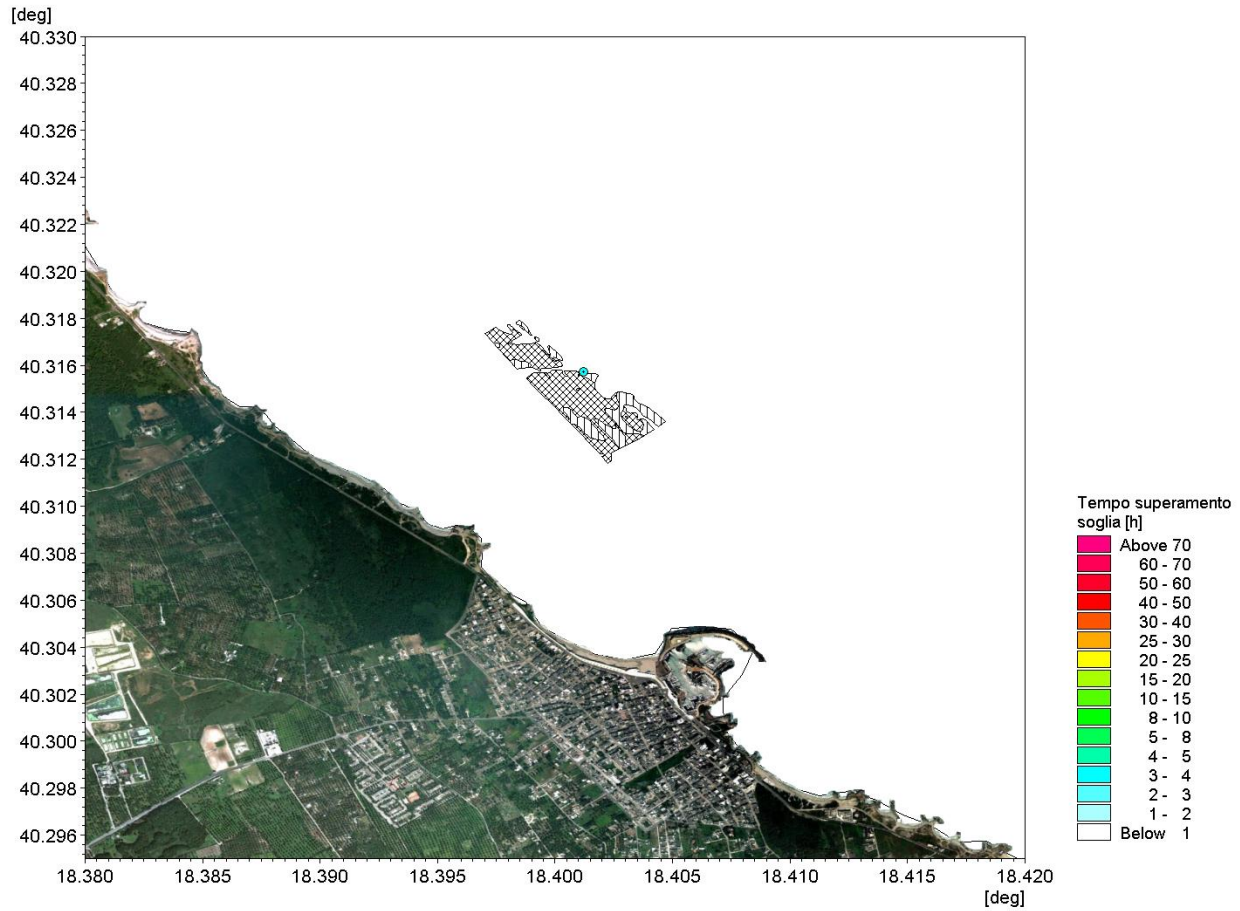 [deg]
40.330
40.328
40.326
40.324
40.322
40.320
40.318
40.316
40.314
40.312
40.310
40.308
40.306
40.304
40.302
40.300
40.298
40.296
18.380 18.385 18.390 18.395 18.400 18.405 18.410 18.415 18.420
[deg]
Tempo superamento
soglia [h]
Above 70
60 - 70
50 - 60
40 - 50
30 - 40
25 - 30
20 - 25
15 - 20
10 - 15
8 - 10
5 - 8
4 - 5
3 - 4
2 - 3
1 - 2
Below 1